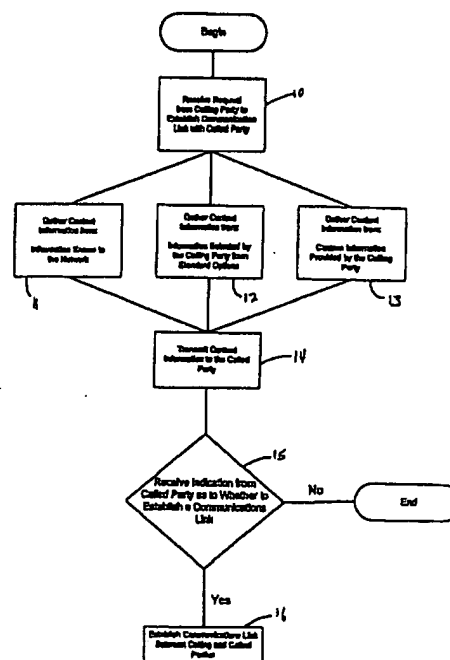 Begin
10
Receive Request
from Calling Party to
Establish Communication
Link with Called Party
Gather Context
Information from:
Information Known to
the Network
11
Gather Context
Information from:
Information Selected by
the Calling Party from
Standard Options
12
Gather Context
Information from:
Custom Information
Provided by the Calling
Party
13
Transmit Context
Information to the Called
Party
14
15
Receive Indication from
Called Party as to Whether to
Establish a Communications
Link
No
End
Yes
16
Establish Communications Link
Between Calling and Called
Parties